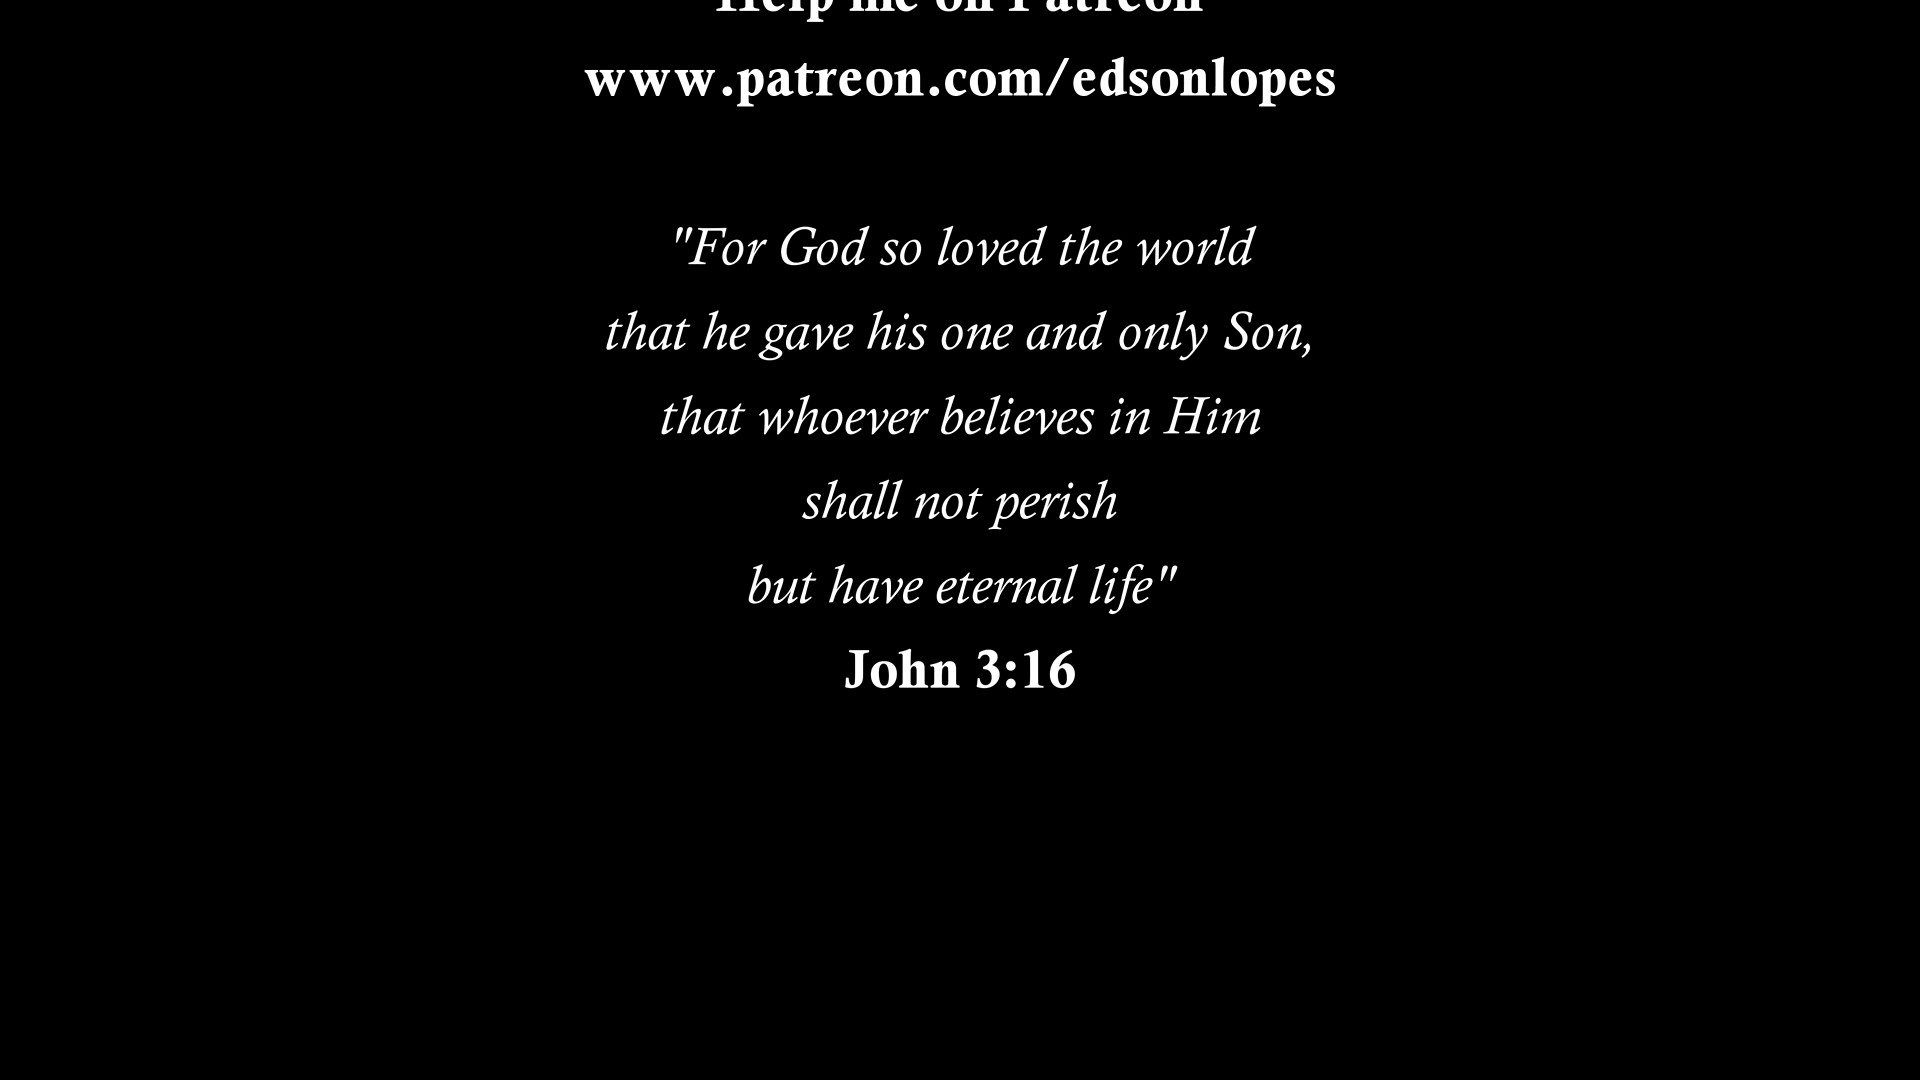 Help me on Patreon
www.patreon.com/edsonlopes
"For God so loved the world
that he gave his one and only Son,
that whoever believes in Him
shall not perish
but have eternal life"
John 3:16